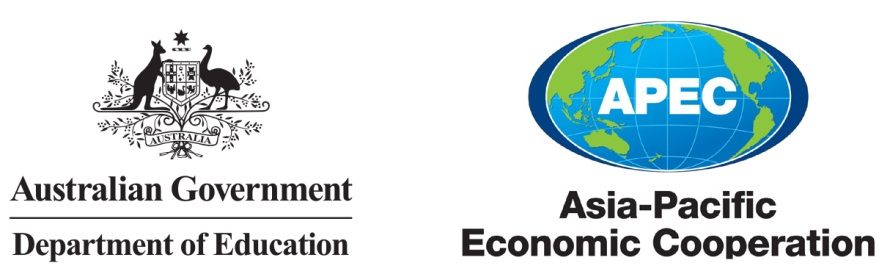 AUSTRALIA
Australian Government
Department of Education
APEC
Asia-Pacific
Economic Cooperation